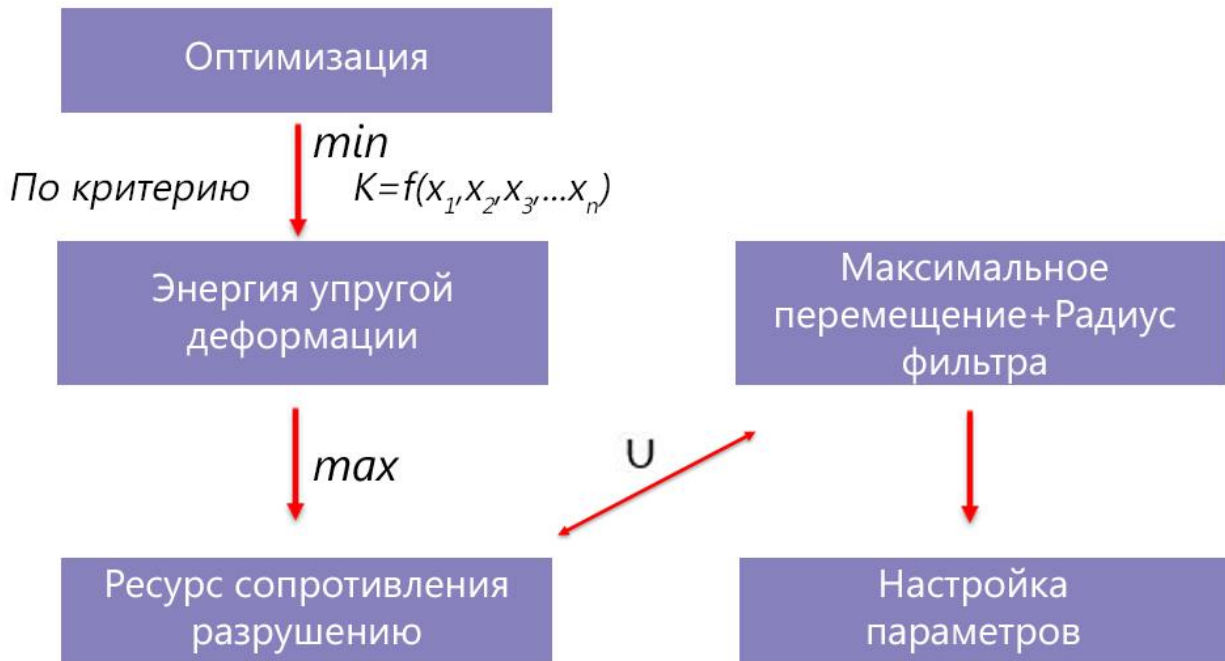 Оптимизация
min
По критерию K=f(x₁,x₂,x₃,...xₙ)
Энергия упругой
деформации
Максимальное
перемещение+Радиус
фильтра
max
U
Ресурс сопротивления
разрушению
Настройка
параметров